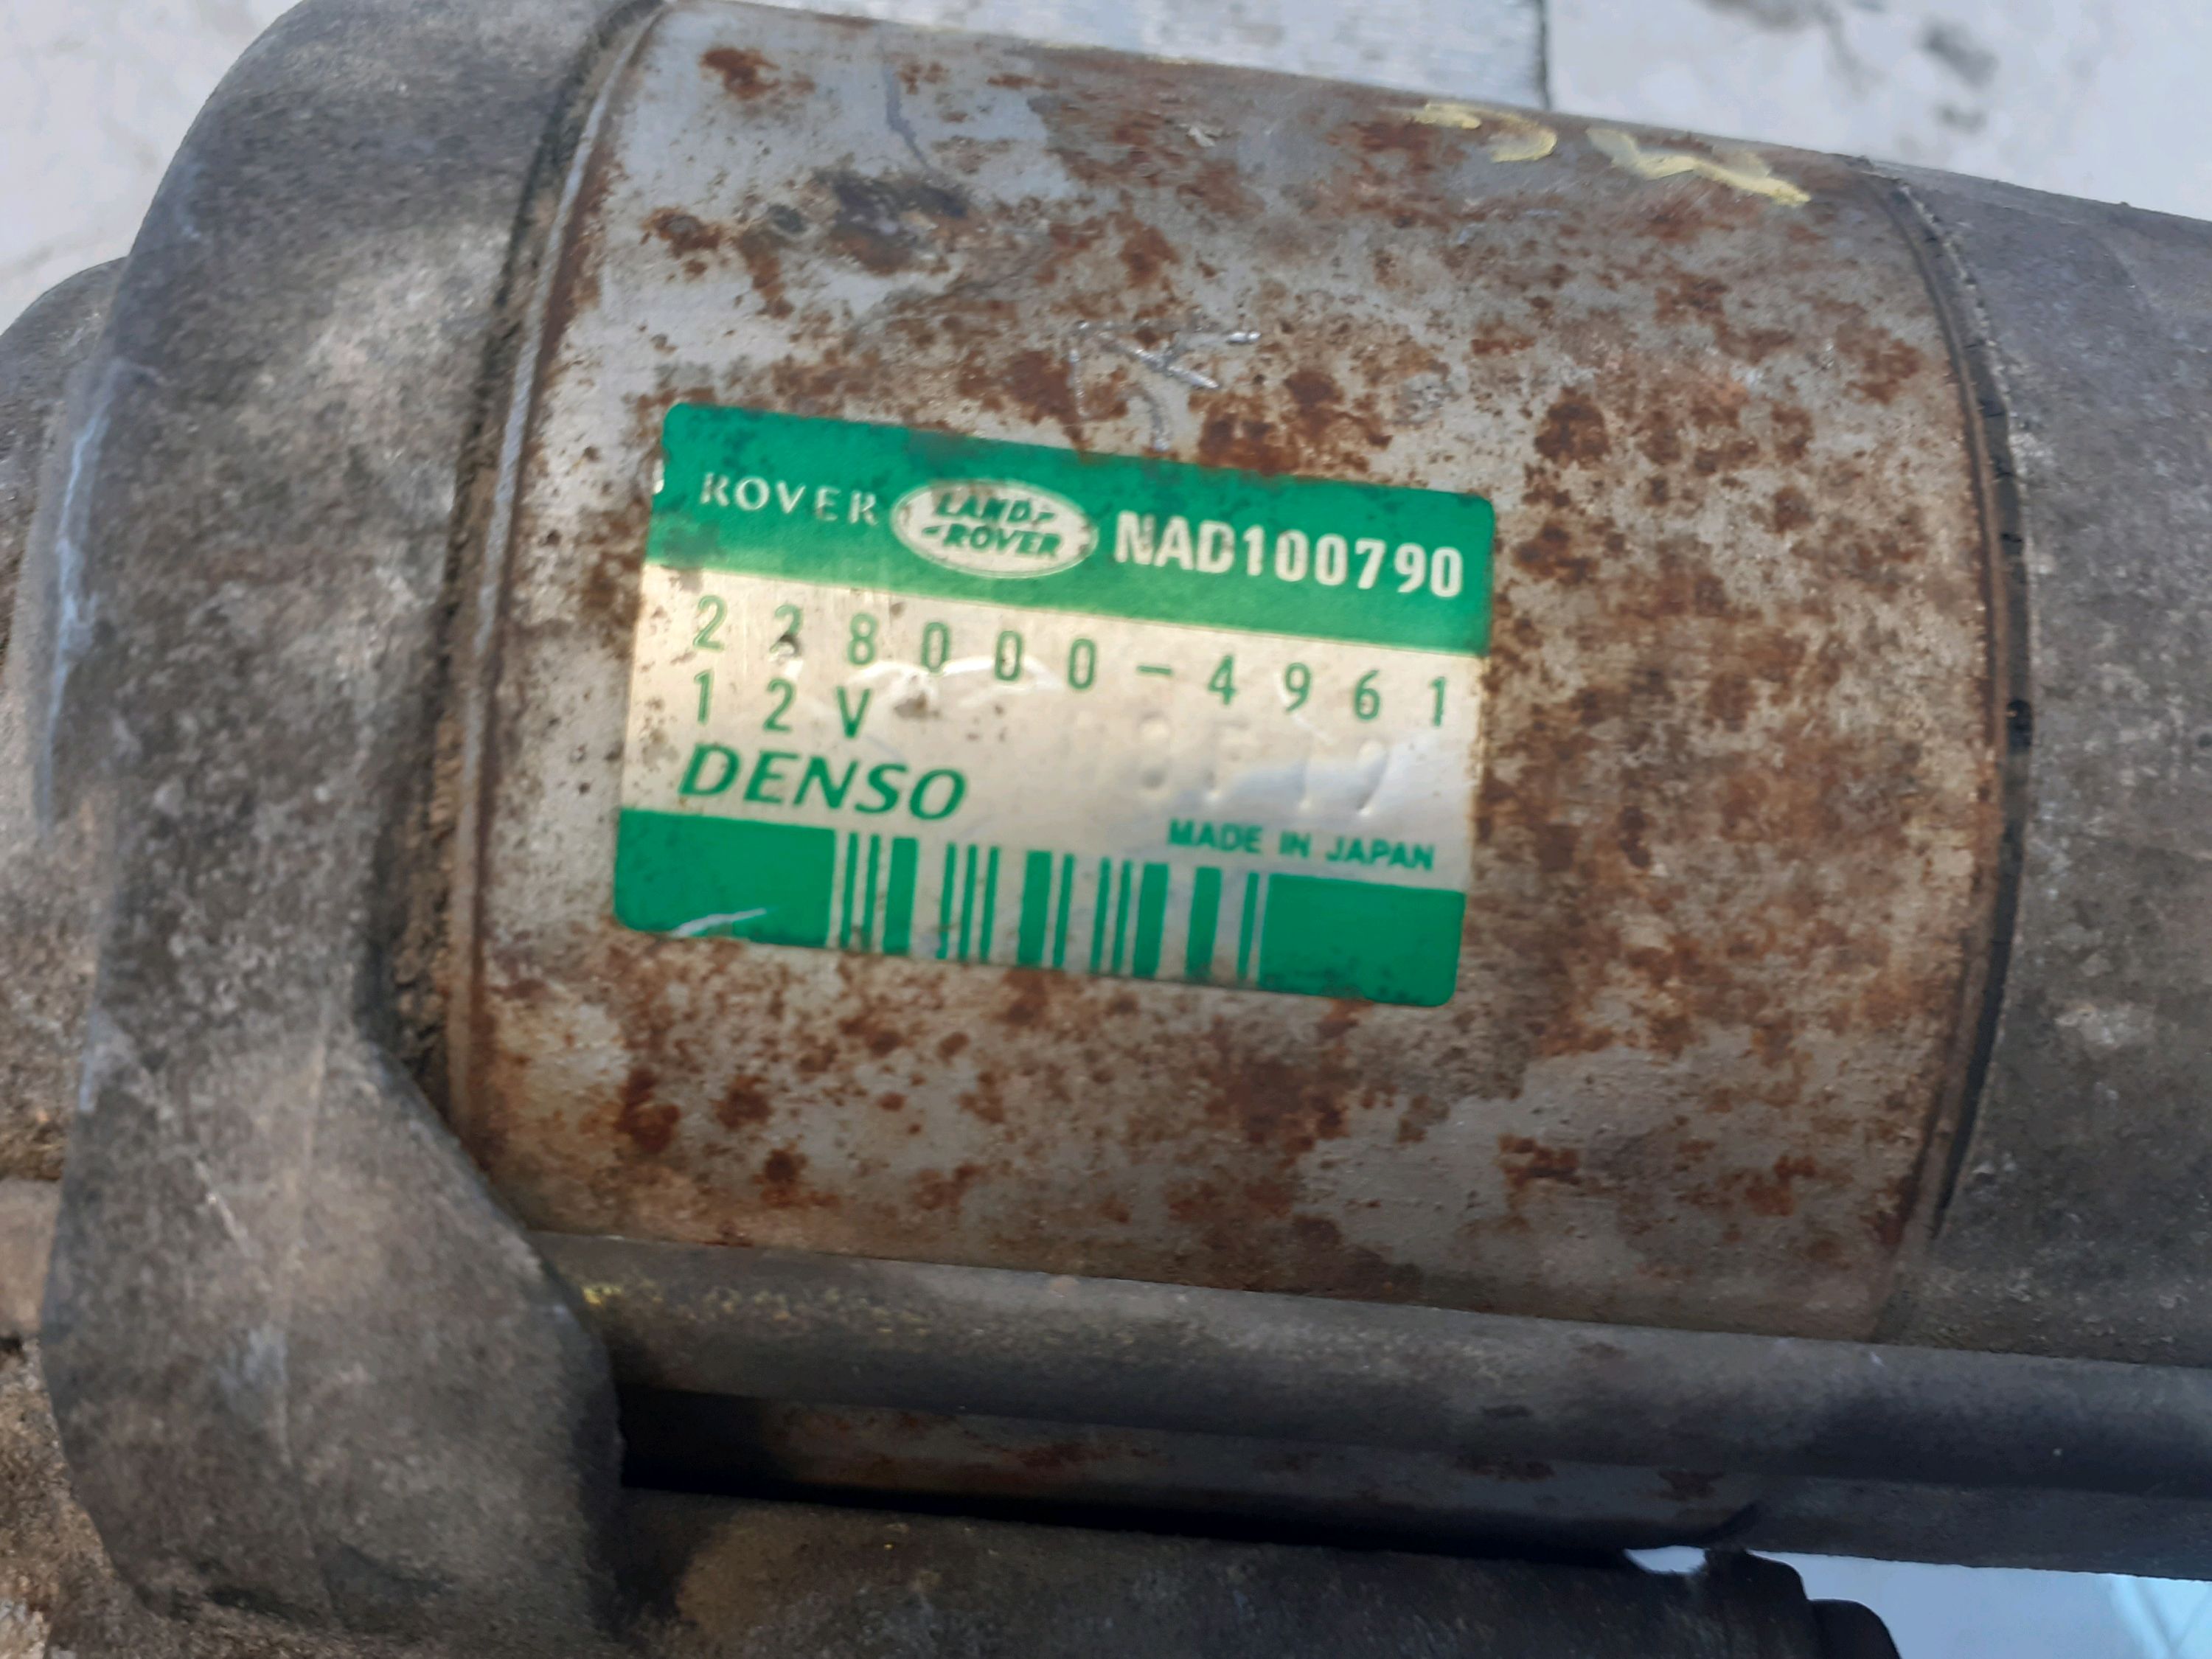 ROVER LAND-ROVER NAD100790
228000-4961
12V
DENSO
MADE IN JAPAN